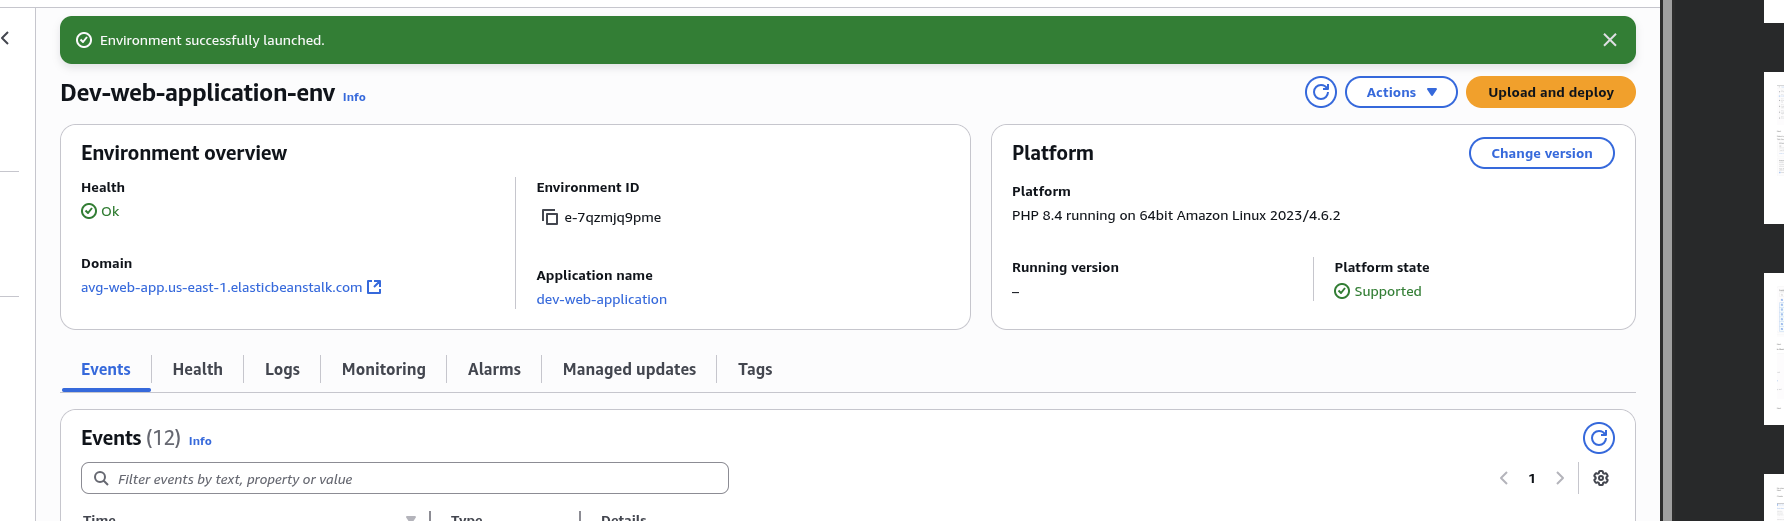 Environment successfully launched.
Dev-web-application-env Info
Actions
Upload and deploy
Environment overview
Health
Ok
Environment ID
e-7qzmjq9pme
Domain
avg-web-app.us-east-1.elasticbeanstalk.com
Application name
dev-web-application
Platform
Change version
Platform
PHP 8.4 running on 64bit Amazon Linux 2023/4.6.2
Running version
–
Platform state
Supported
Events Health Logs Monitoring Alarms Managed updates Tags
Events (12) Info
Filter events by text, property or value
1
Time Type Details